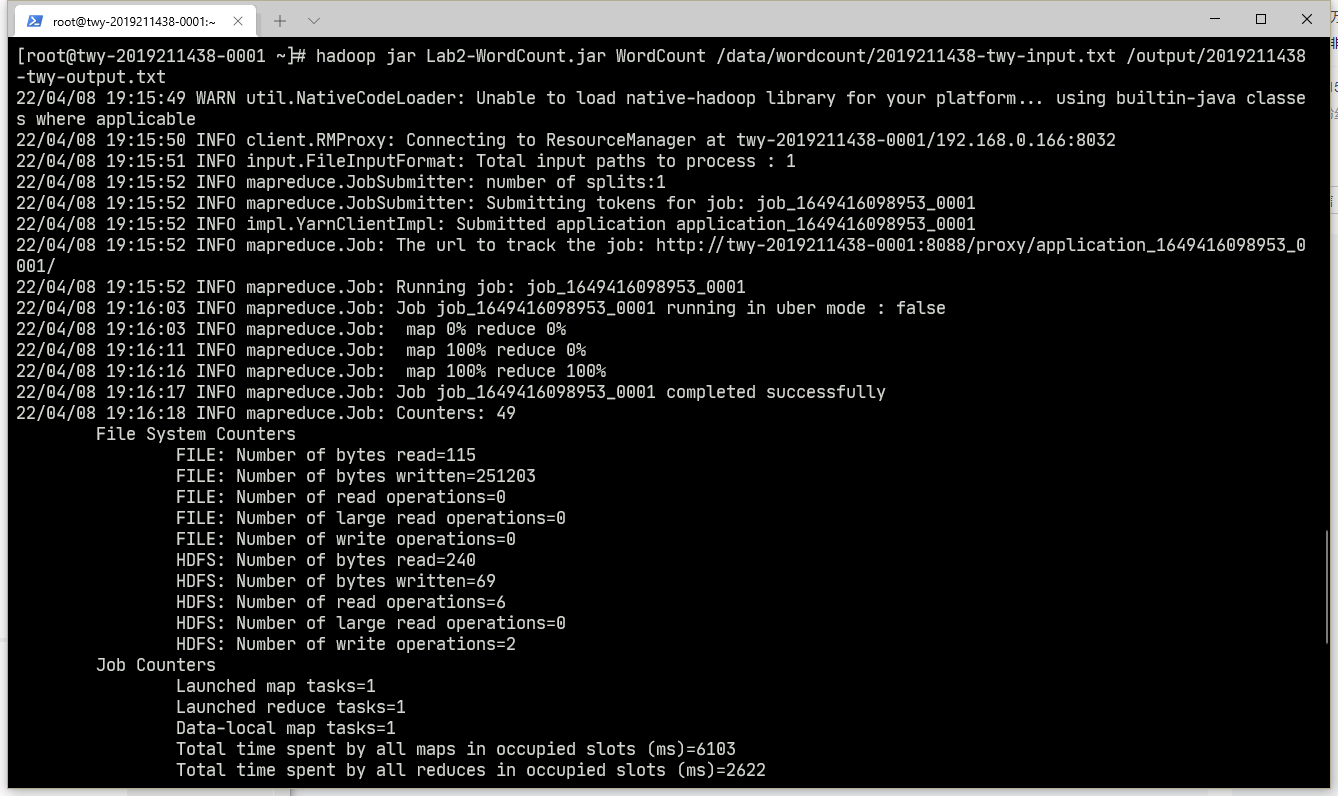 root@twy-2019211438-0001:~
[root@twy-2019211438-0001 ~]# hadoop jar Lab2-WordCount.jar WordCount /data/wordcount/2019211438-twy-input.txt /output/2019211438
-twy-output.txt
22/04/08 19:15:49 WARN util.NativeCodeLoader: Unable to load native-hadoop library for your platform... using builtin-java classe
s where applicable
22/04/08 19:15:50 INFO client.RMProxy: Connecting to ResourceManager at twy-2019211438-0001/192.168.0.166:8032
22/04/08 19:15:51 INFO input.FileInputFormat: Total input paths to process : 1
22/04/08 19:15:52 INFO mapreduce.JobSubmitter: number of splits:1
22/04/08 19:15:52 INFO mapreduce.JobSubmitter: Submitting tokens for job: job_1649416098953_0001
22/04/08 19:15:52 INFO impl.YarnClientImpl: Submitted application application_1649416098953_0001
22/04/08 19:15:52 INFO mapreduce.Job: The url to track the job: http://twy-2019211438-0001:8088/proxy/application_1649416098953_0
001/
22/04/08 19:15:52 INFO mapreduce.Job: Running job: job_1649416098953_0001
22/04/08 19:16:03 INFO mapreduce.Job: Job job_1649416098953_0001 running in uber mode : false
22/04/08 19:16:03 INFO mapreduce.Job:  map 0% reduce 0%
22/04/08 19:16:11 INFO mapreduce.Job:  map 100% reduce 0%
22/04/08 19:16:16 INFO mapreduce.Job:  map 100% reduce 100%
22/04/08 19:16:17 INFO mapreduce.Job: Job job_1649416098953_0001 completed successfully
22/04/08 19:16:18 INFO mapreduce.Job: Counters: 49
File System Counters
FILE: Number of bytes read=115
FILE: Number of bytes written=251203
FILE: Number of read operations=0
FILE: Number of large read operations=0
FILE: Number of write operations=0
HDFS: Number of bytes read=240
HDFS: Number of bytes written=69
HDFS: Number of read operations=6
HDFS: Number of large read operations=0
HDFS: Number of write operations=2
Job Counters
Launched map tasks=1
Launched reduce tasks=1
Data-local map tasks=1
Total time spent by all maps in occupied slots (ms)=6103
Total time spent by all reduces in occupied slots (ms)=2622